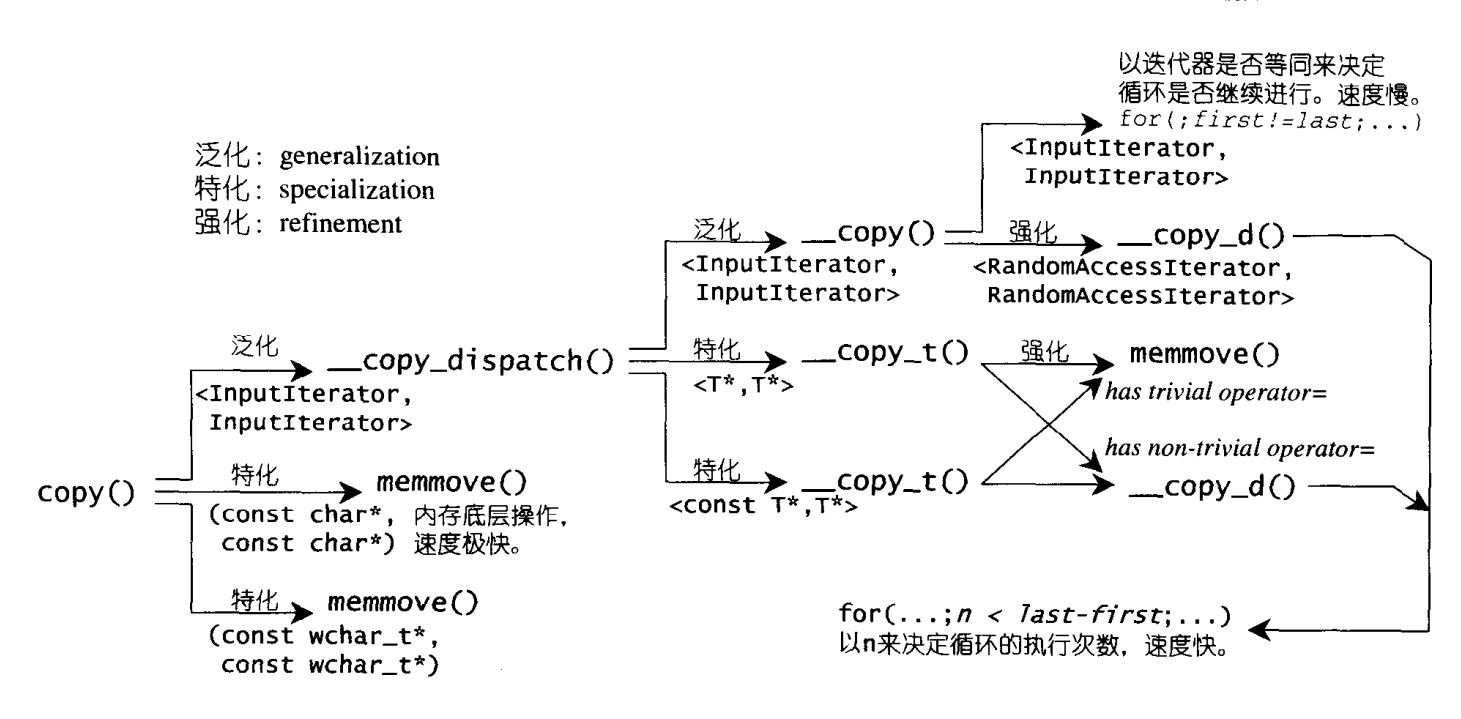 以迭代器是否等同来决定
循环是否继续进行。速度慢。
for(;first!=last;...)
<InputIterator,
InputIterator>
泛化: generalization
特化: specialization
强化: refinement
泛化
__copy()
<InputIterator,
InputIterator>
强化
__copy_d()
<RandomAccessIterator,
RandomAccessIterator>
泛化
__copy_dispatch()
<InputIterator,
InputIterator>
特化
__copy_t()
<T*,T*>
强化
memmove()
has trivial operator=
has non-trivial operator=
特化
__copy_t()
<const T*,T*>
__copy_d()
copy()
特化
memmove()
(const char*, 内存底层操作,
const char*) 速度极快。
特化
memmove()
(const wchar_t*,
const wchar_t*)
for(...;n < last-first;...)
以n来决定循环的执行次数, 速度快。